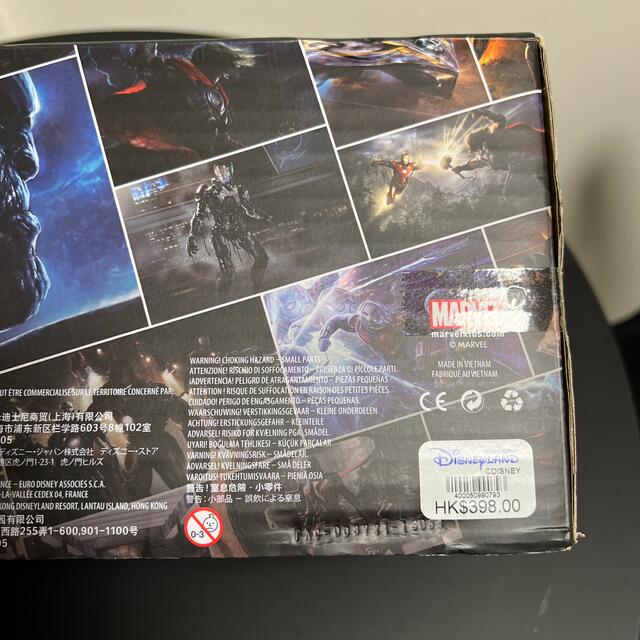 MARVEL
marvelkids.com
© MARVEL
MADE IN VIETNAM
FABRIQUÉ AU VIETNAM
CE
WARNING! CHOKING HAZARD – SMALL PARTS.
ATTENZIONE! RISCHIO DI SOFFOCAMENTO – PRESENZA DI PICCOLE PARTI.
¡ADVERTENCIA! PELIGRO DE ATRAGANTAMIENTO – PIEZAS PEQUEÑAS
ATTENTION ! RISQUE DE SUFFOCATION EN RAISON DES PETITES PIÈCES.
CUIDADO! PERIGO DE ENGASGAMENTO – PEÇAS PEQUENAS.
WAARSCHUWING! VERSTIKKINGSGEVAAR – KLEINE ONDERDELEN
ACHTUNG! ERSTICKUNGSGEFAHR – KLEINTEILE
ADVARSEL! RISIKO FOR KVÆLNING PGA. SMÅDEL.
UYARI! BOĞULMA TEHLİKESİ – KÜÇÜK PARÇALAR
VARNING! KVÄVNINGSRISK – SMÅDELAR.
ADVARSEL! KVELNINGSFARE – SMÅ DELER
VAROITUS! TUKEHTUMISVAARA – PIENIÄ OSIA
警告！窒息危險 - 小零件
警告: 小部品 – 誤飲による窒息
0-3
EUT ÊTRE COMMERCIALISÉ SUR LE TERRITOIRE CONCERNÉ PAR:
迪士尼商贸(上海)有限公司
海市浦东新区栏学路603号8幢102室
05
ディズニー・ジャパン株式会社 ディズニー・ストア
港区虎ノ門1-23-1 虎ノ門ヒルズ
EURO DISNEY ASSOCIÉS S.C.A.
-LA-VALLÉE CEDEX 04, FRANCE
KONG DISNEYLAND RESORT, LANTAU ISLAND, HONG KONG
有限公司
西路255弄1-600,901-1100号
05
HONG KONG
DISNEYLAND
©DISNEY
400050990793
HK$398.00